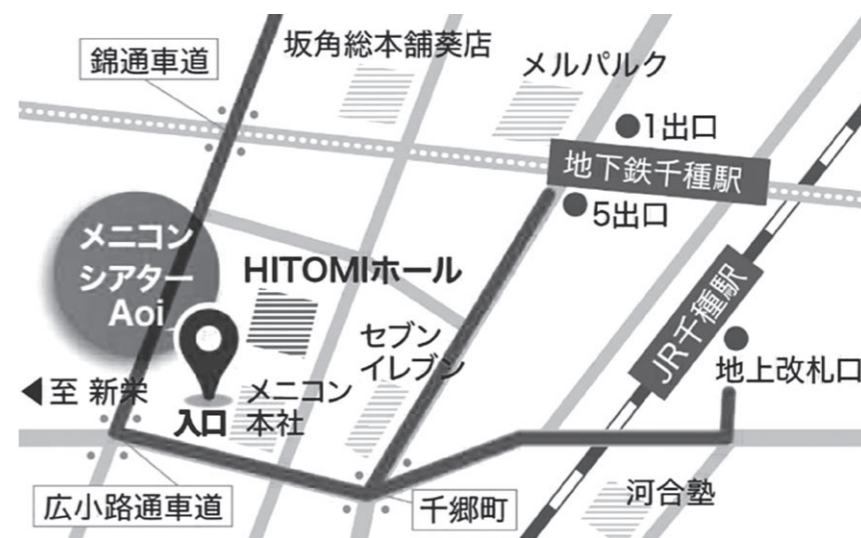 坂角総本舗葵店
錦通車道
メルパルク
1出口
地下鉄千種駅
5出口
メニコン
シアター
Aoi
HITOMIホール
JR千種駅
セブン
イレブン
地上改札口
◀至 新栄
メニコン
本社
入口
河合塾
広小路通車道
千郷町